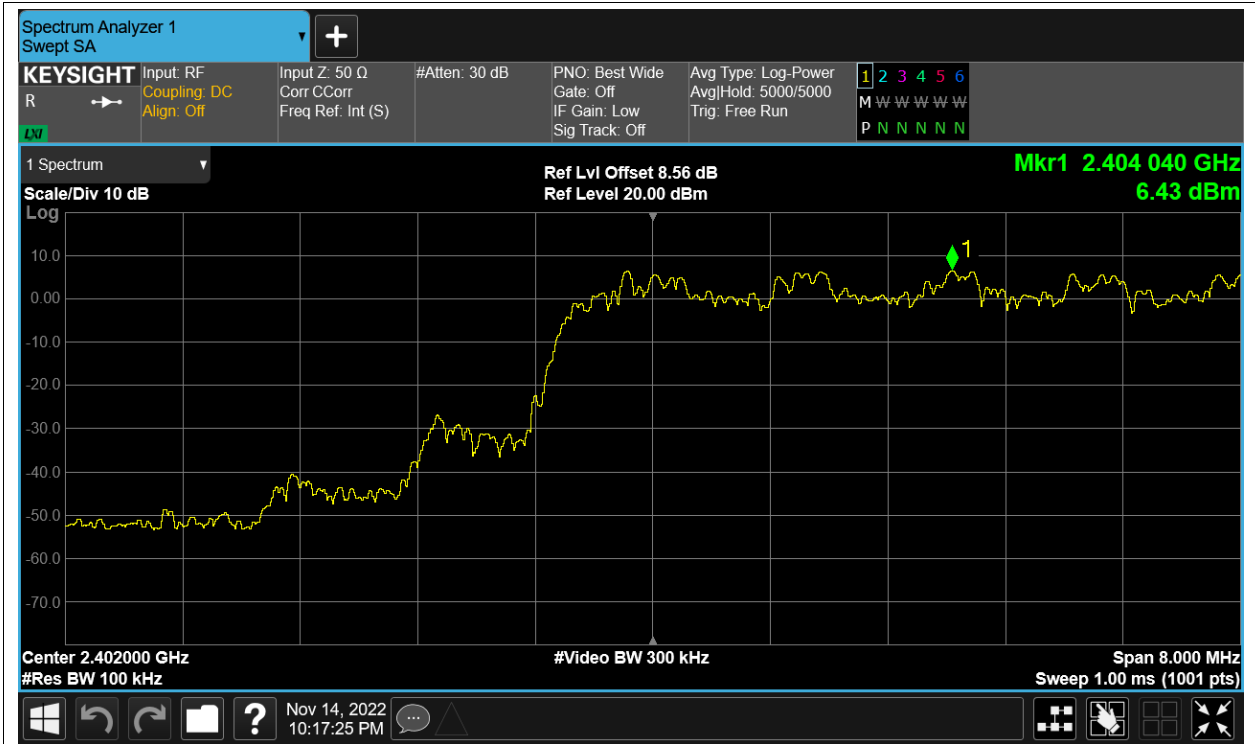 Spectrum Analyzer 1
Swept SA
KEYSIGHT
R
LXI
Input: RF
Coupling: DC
Align: Off
Input Z: 50 Ω
Corr CCorr
Freq Ref: Int (S)
#Atten: 30 dB
PNO: Best Wide
Gate: Off
IF Gain: Low
Sig Track: Off
Avg Type: Log-Power
Avg|Hold: 5000/5000
Trig: Free Run
1 2 3 4 5 6
M W W W W W W
P N N N N N N
1 Spectrum
Scale/Div 10 dB
Log
Ref Lvl Offset 8.56 dB
Ref Level 20.00 dBm
Mkr1 2.404 040 GHz
6.43 dBm
1
10.0
0.00
-10.0
-20.0
-30.0
-40.0
-50.0
-60.0
-70.0
Center 2.402000 GHz
#Res BW 100 kHz
#Video BW 300 kHz
Span 8.000 MHz
Sweep 1.00 ms (1001 pts)
?
Nov 14, 2022
10:17:25 PM